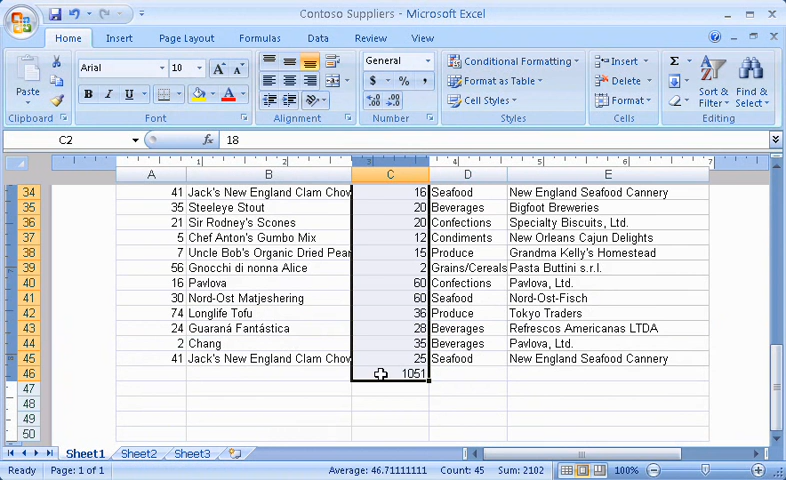 Contoso Suppliers - Microsoft Excel
Home Insert Page Layout Formulas Data Review View
Arial 10 General Conditional Formatting Insert Σ
Paste B I U A $ % , Format as Table Delete Sort & Filter Find & Select
Cell Styles Format
Clipboard Font Alignment Number Styles Cells Editing
C2 fx 18
1 2 3 4 5 6 7
A B C D E
34 41 Jack's New England Clam Chow 16 Seafood New England Seafood Cannery
35 35 Steeleye Stout 20 Beverages Bigfoot Breweries
36 21 Sir Rodney's Scones 20 Confections Specialty Biscuits, Ltd.
37 5 Chef Anton's Gumbo Mix 12 Condiments New Orleans Cajun Delights
38 7 Uncle Bob's Organic Dried Pear 15 Produce Grandma Kelly's Homestead
39 56 Gnocchi di nonna Alice 2 Grains/Cereals Pasta Buttini s.r.l.
40 16 Pavlova 60 Confections Pavlova, Ltd.
41 30 Nord-Ost Matjeshering 60 Seafood Nord-Ost-Fisch
42 74 Longlife Tofu 36 Produce Tokyo Traders
43 24 Guaraná Fantástica 28 Beverages Refrescos Americanas LTDA
44 2 Chang 35 Beverages Pavlova, Ltd.
45 41 Jack's New England Clam Chow 25 Seafood New England Seafood Cannery
46 1051
47
48
49
50
Sheet1 Sheet2 Sheet3
Ready Page: 1 of 1 Average: 46.71111111 Count: 45 Sum: 2102 100%